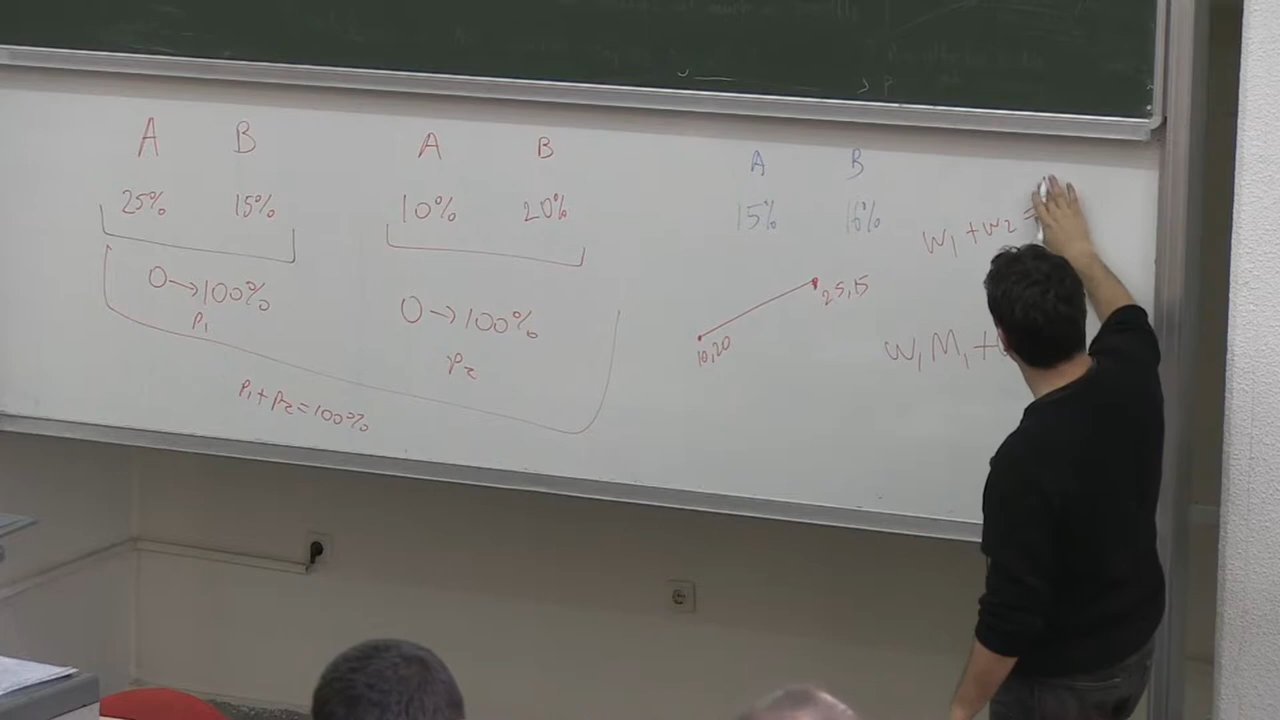 A B
25% 15%
0→100%
P₁
A B
10% 20%
0→100%
P₂
P₁+P₂=100%
A B
15% 16%
25,15
10,20
w₁+w₂=
w₁M₁+